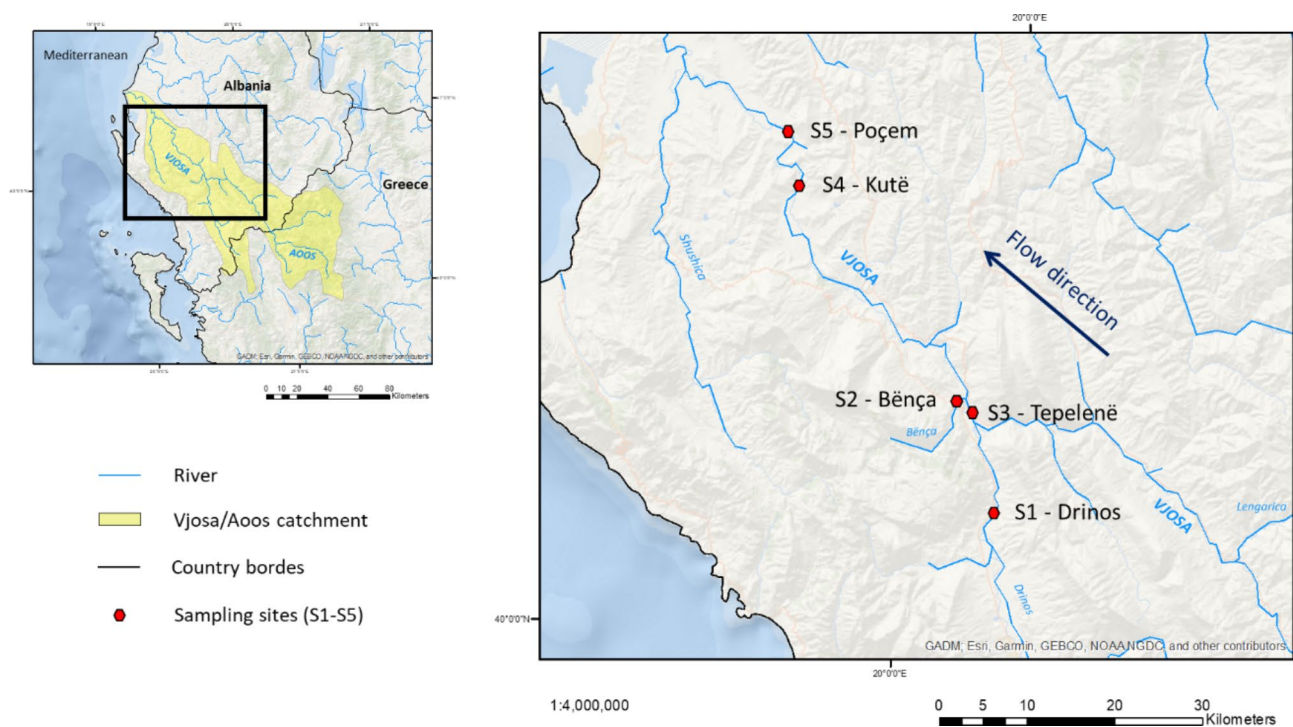 Mediterranean
Albania
VJOSA
Greece
AOOS
GADM; Esri, Garmin, GEBCO, NOAA NGDC, and other contributors
0 10 20 40 60 80
Kilometers
River
Vjosa/Aoos catchment
Country bordes
Sampling sites (S1-S5)
20°0'0"E
S5 - Poçem
S4 - Kutë
Shushica
VJOSA
Flow direction
S2 - Bënça
S3 - Tepelenë
Bënça
VJOSA
Lengarica
S1 - Drinos
Drinos
40°0'0"N
GADM; Esri, Garmin, GEBCO, NOAA NGDC, and other contributors
20°0'0"E
1:4,000,000
0 5 10 20 30
Kilometers